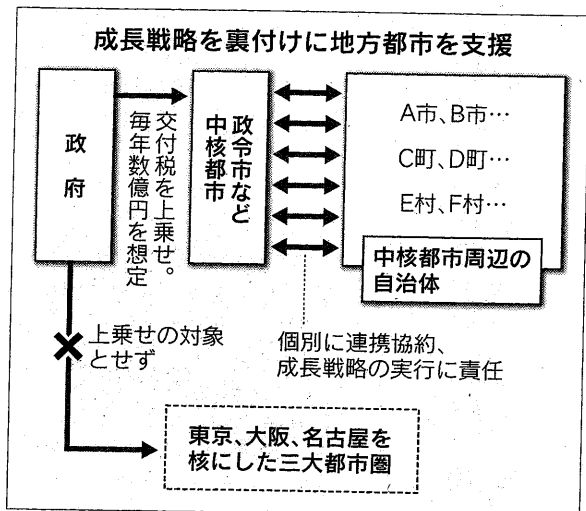 成長戦略を裏付けに地方都市を支援
政府
交付税を上乗せ。
毎年数億円を想定
政令市など
中核都市
A市、B市…
C町、D町…
E村、F村…
中核都市周辺の
自治体
上乗せの対象
とせず
個別に連携協約、
成長戦略の実行に責任
東京、大阪、名古屋を
核にした三大都市圏